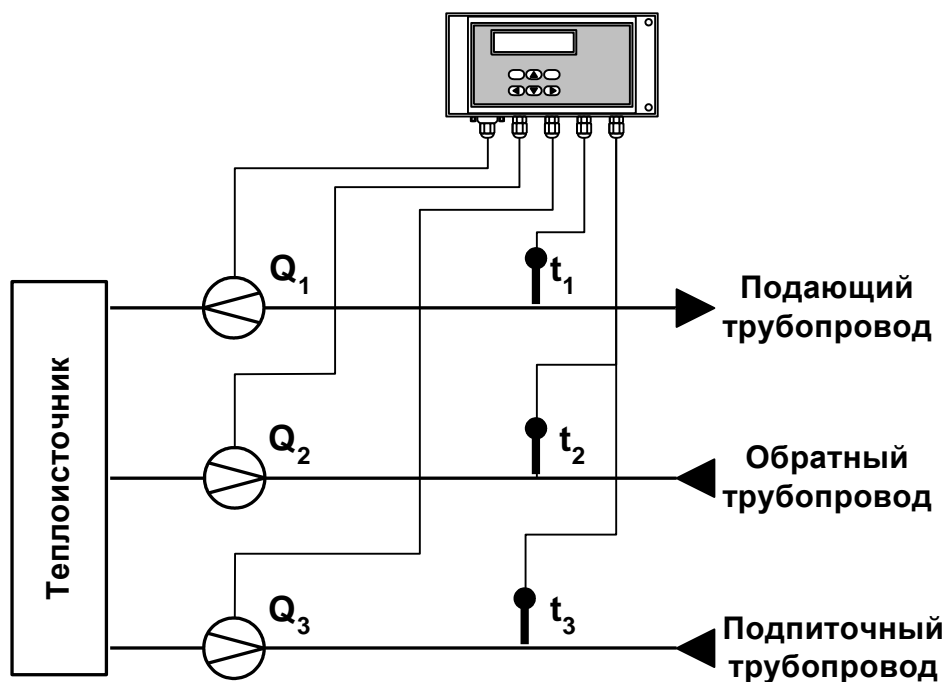 Q1
t1
Подающий
трубопровод
Теплоисточник
Q2
t2
Обратный
трубопровод
Q3
t3
Подпиточный
трубопровод